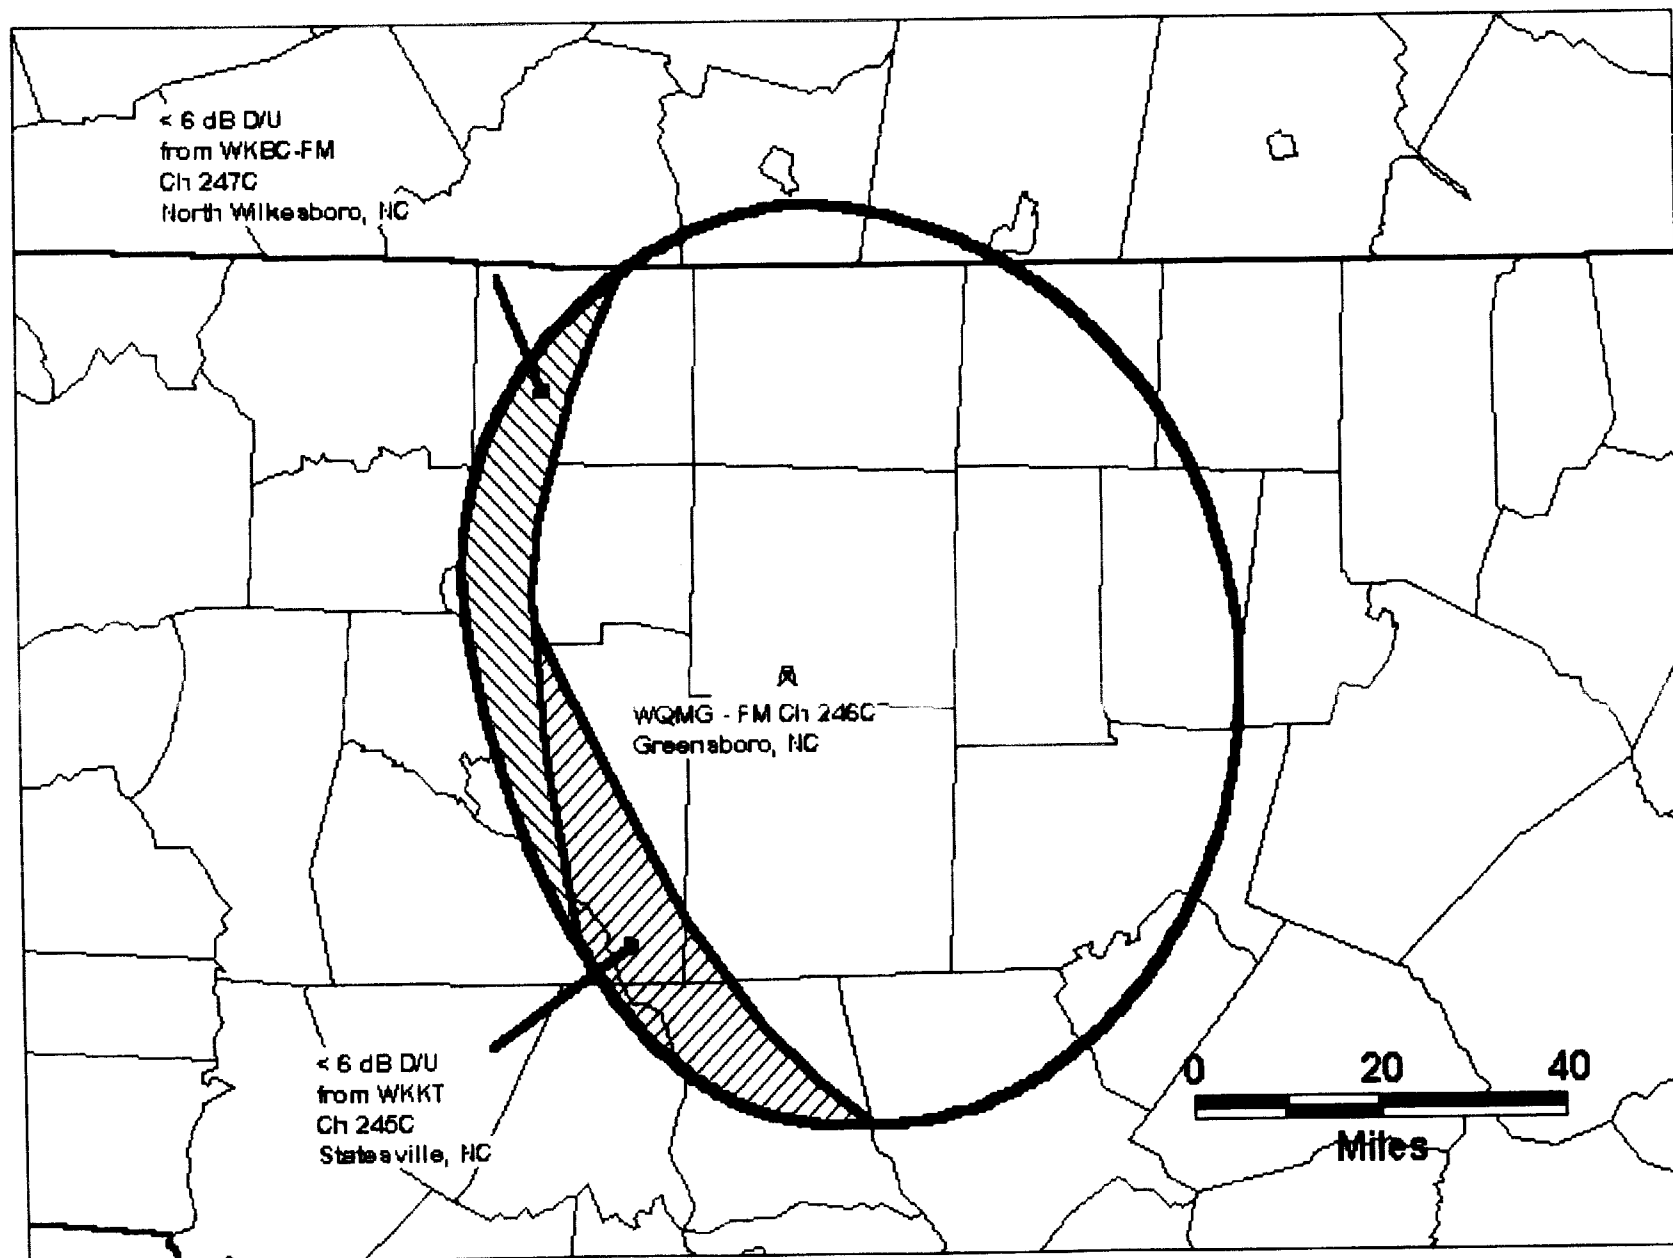 < 6 dB D/U
from WKBC-FM
Ch 247C
North Wilkesboro, NC
WQMG - FM Ch 246C
Greensboro, NC
< 6 dB D/U
from WKKT
Ch 245C
Statesville, NC
0 20 40
Miles